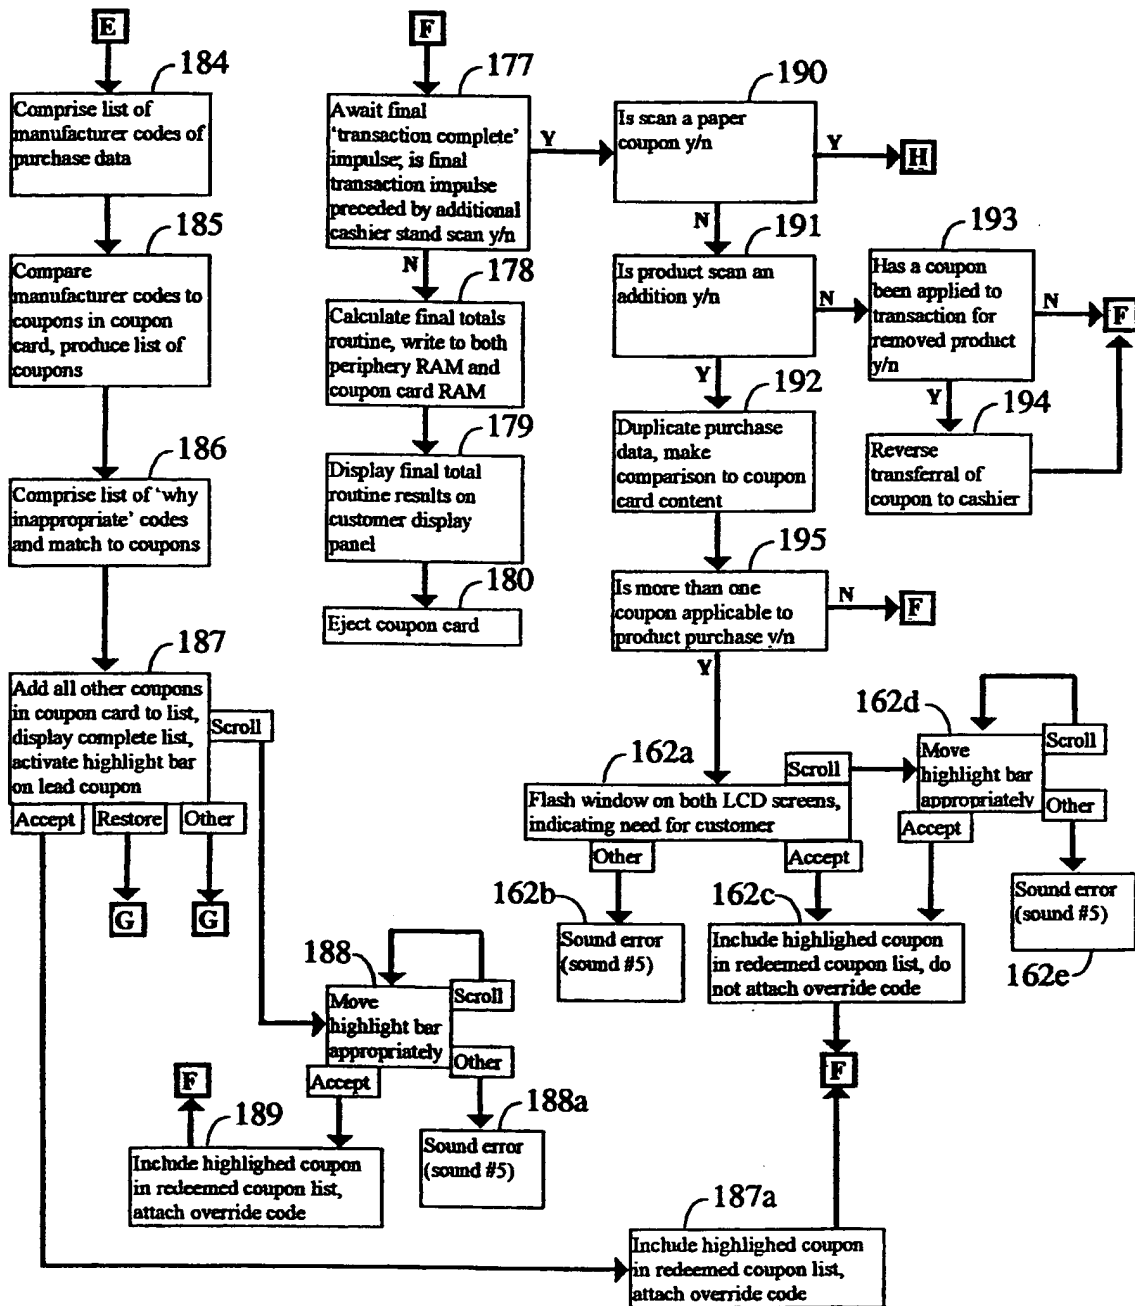 E
184
Comprise list of
manufacturer codes of
purchase data
185
Compare
manufacturer codes to
coupons in coupon
card, produce list of
coupons
186
Comprise list of 'why
inappropriate' codes
and match to coupons
187
Add all other coupons
in coupon card to list,
display complete list,
activate highlight bar
on lead coupon
Scroll
Accept
Restore
Other
G
G
F
177
Await final
'transaction complete'
impulse; is final
transaction impulse
preceded by additional
cashier stand scan y/n
Y
N
178
Calculate final totals
routine, write to both
periphery RAM and
coupon card RAM
179
Display final total
routine results on
customer display
panel
180
Eject coupon card
190
Is scan a paper
coupon y/n
Y
H
N
191
Is product scan an
addition y/n
N
193
Has a coupon
been applied to
transaction for
removed product
y/n
N
F
Y
194
Reverse
transferral of
coupon to cashier
Y
192
Duplicate purchase
data, make
comparison to coupon
card content
195
Is more than one
coupon applicable to
product purchase y/n
N
F
Y
162a
Scroll
Flash window on both LCD screens,
indicating need for customer
Other
Accept
162d
Move
highlight bar
appropriately
Scroll
Other
Accept
162b
Sound error
(sound #5)
162c
Include highlighed coupon
in redeemed coupon list, do
not attach override code
Sound error
(sound #5)
162e
F
188
Move
highlight bar
appropriately
Scroll
Other
Accept
F
189
Include highlighed coupon
in redeemed coupon list,
attach override code
188a
Sound error
(sound #5)
187a
Include highlighed coupon
in redeemed coupon list,
attach override code